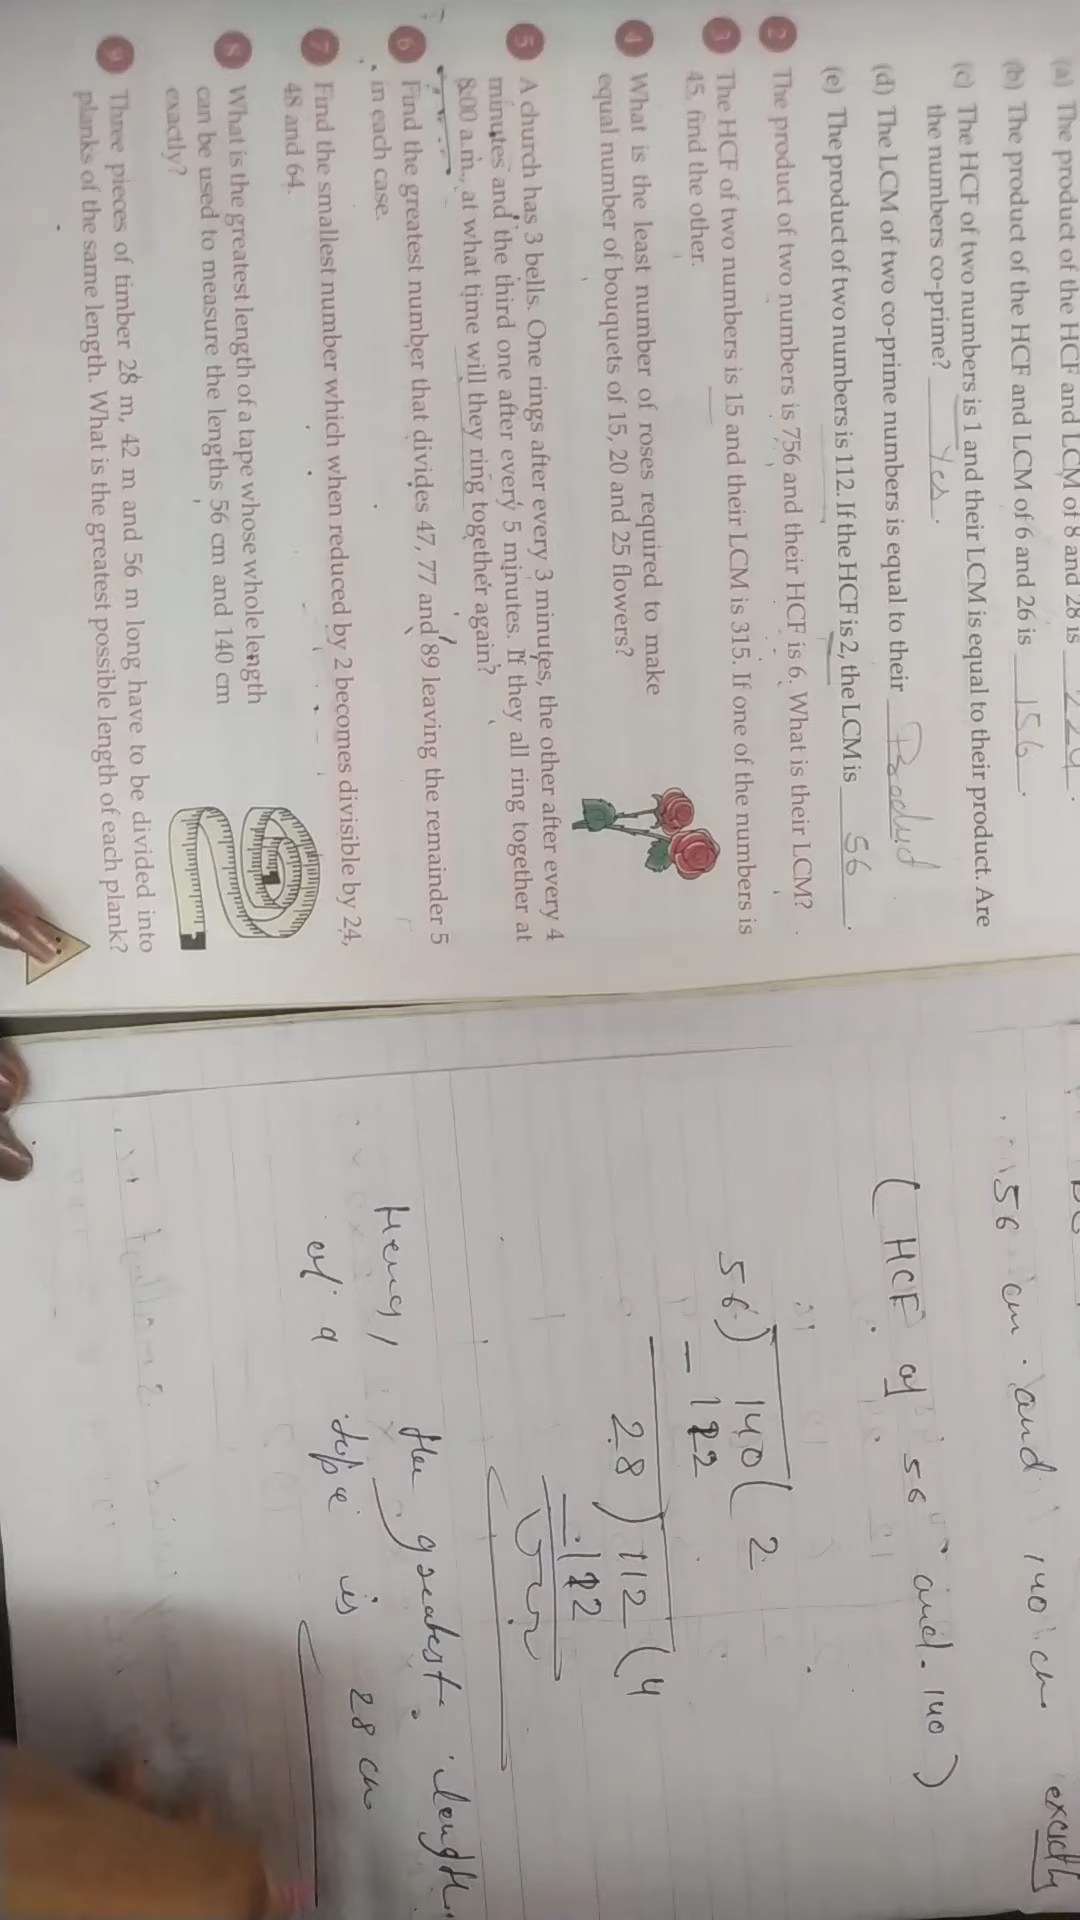 (a) The product of the HCF and LCM of 8 and 28 is 224.
(b) The product of the HCF and LCM of 6 and 26 is 156.
(c) The HCF of two numbers is 1 and their LCM is equal to their product. Are
the numbers co-prime? Yes.
(d) The LCM of two co-prime numbers is equal to their Product
(e) The product of two numbers is 112. If the HCF is 2, the LCM is 56.
2 The product of two numbers is 756 and their HCF is 6. What is their LCM?
3 The HCF of two numbers is 15 and their LCM is 315. If one of the numbers is
45, find the other.
4 What is the least number of roses required to make
equal number of bouquets of 15, 20 and 25 flowers?
5 A church has 3 bells. One rings after every 3 minutes, the other after every 4
minutes and the third one after every 5 minutes. If they all ring together at
8:00 a.m., at what time will they ring together again?
6 Find the greatest number that divides 47, 77 and 89 leaving the remainder 5
in each case.
7 Find the smallest number which when reduced by 2 becomes divisible by 24,
48 and 64.
8 What is the greatest length of a tape whose whole length
can be used to measure the lengths 56 cm and 140 cm
exactly?
9 Three pieces of timber 28 m, 42 m and 56 m long have to be divided into
planks of the same length. What is the greatest possible length of each plank?
exactly
56 cm and 140 cm
(HCF of 56 and 140)
56) 140 ( 2
- 112
28 ) 112 ( 4
- 112
the greatest length
of a tape is 28 cm